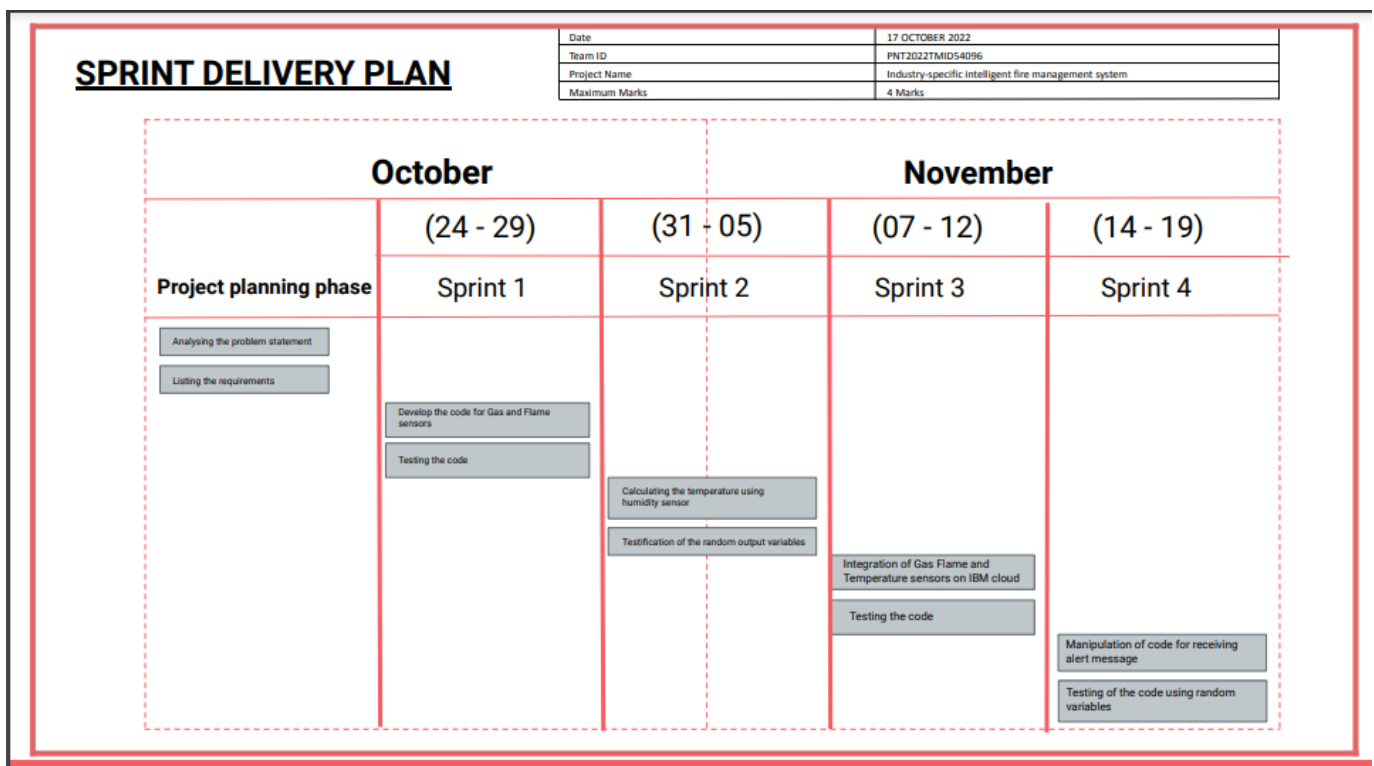 SPRINT DELIVERY PLAN
Date 17 OCTOBER 2022
Team ID PNT2022TMID54096
Project Name Industry-specific intelligent fire management system
Maximum Marks 4 Marks
October November
(24 - 29) (31 - 05) (07 - 12) (14 - 19)
Project planning phase Sprint 1 Sprint 2 Sprint 3 Sprint 4
Analysing the problem statement
Listing the requirements
Develop the code for Gas and Flame
sensors
Testing the code
Calculating the temperature using
humidity sensor
Testification of the random output variables
Integration of Gas Flame and
Temperature sensors on IBM cloud
Testing the code
Manipulation of code for receiving
alert message
Testing of the code using random
variables